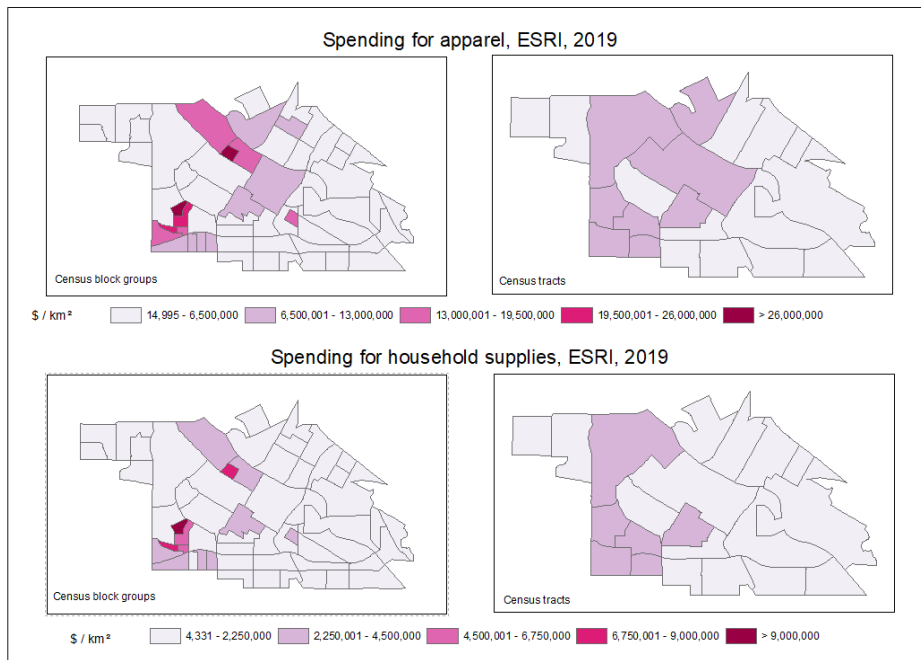 Spending for apparel, ESRI, 2019
Census block groups
Census tracts
$ / km² 14,995 - 6,500,000 6,500,001 - 13,000,000 13,000,001 - 19,500,000 19,500,001 - 26,000,000 > 26,000,000
Spending for household supplies, ESRI, 2019
Census block groups
Census tracts
$ / km² 4,331 - 2,250,000 2,250,001 - 4,500,000 4,500,001 - 6,750,000 6,750,001 - 9,000,000 > 9,000,000